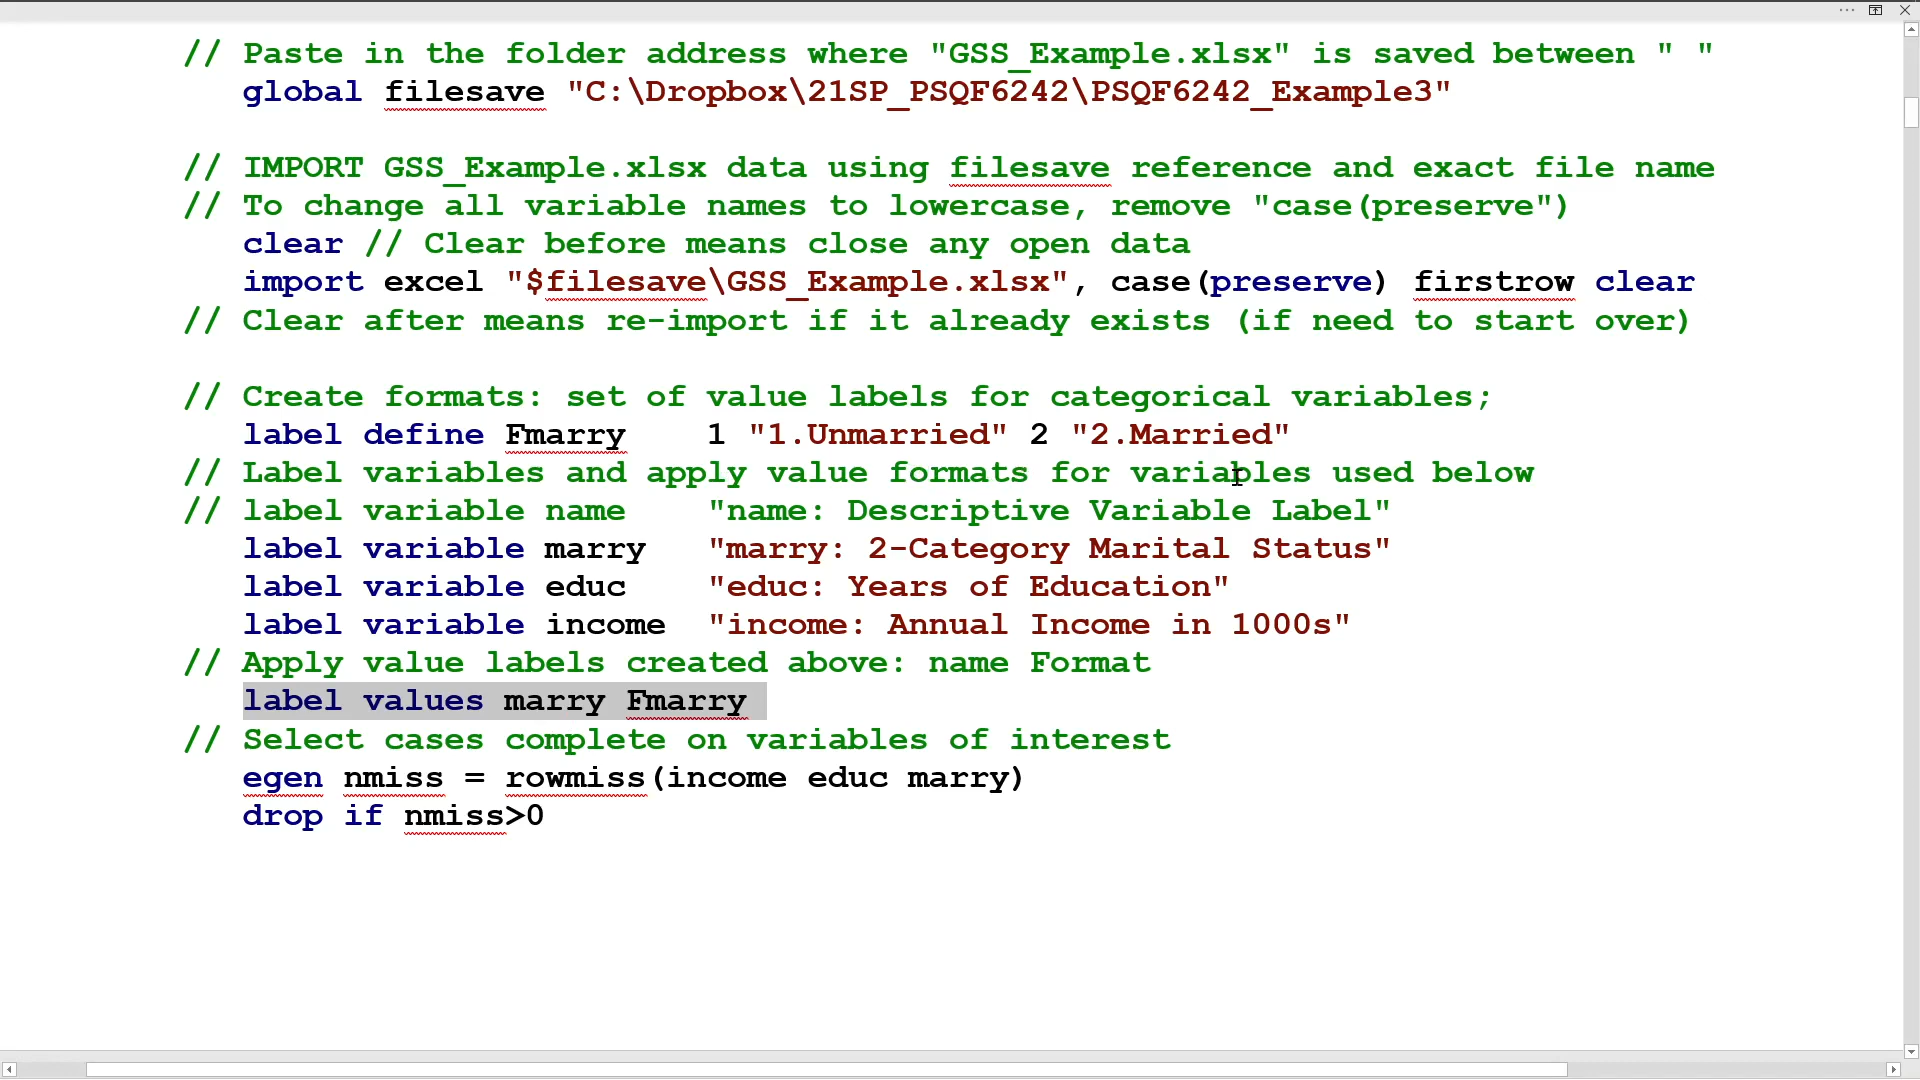 // Paste in the folder address where "GSS_Example.xlsx" is saved between " "
global filesave "C:\Dropbox\21SP_PSQF6242\PSQF6242_Example3"
// IMPORT GSS_Example.xlsx data using filesave reference and exact file name
// To change all variable names to lowercase, remove "case(preserve")
clear // Clear before means close any open data
import excel "$filesave\GSS_Example.xlsx", case(preserve) firstrow clear
// Clear after means re-import if it already exists (if need to start over)
// Create formats: set of value labels for categorical variables;
label define Fmarry 1 "1.Unmarried" 2 "2.Married"
// Label variables and apply value formats for variables used below
// label variable name "name: Descriptive Variable Label"
label variable marry "marry: 2-Category Marital Status"
label variable educ "educ: Years of Education"
label variable income "income: Annual Income in 1000s"
// Apply value labels created above: name Format
label values marry Fmarry
// Select cases complete on variables of interest
egen nmiss = rowmiss(income educ marry)
drop if nmiss>0